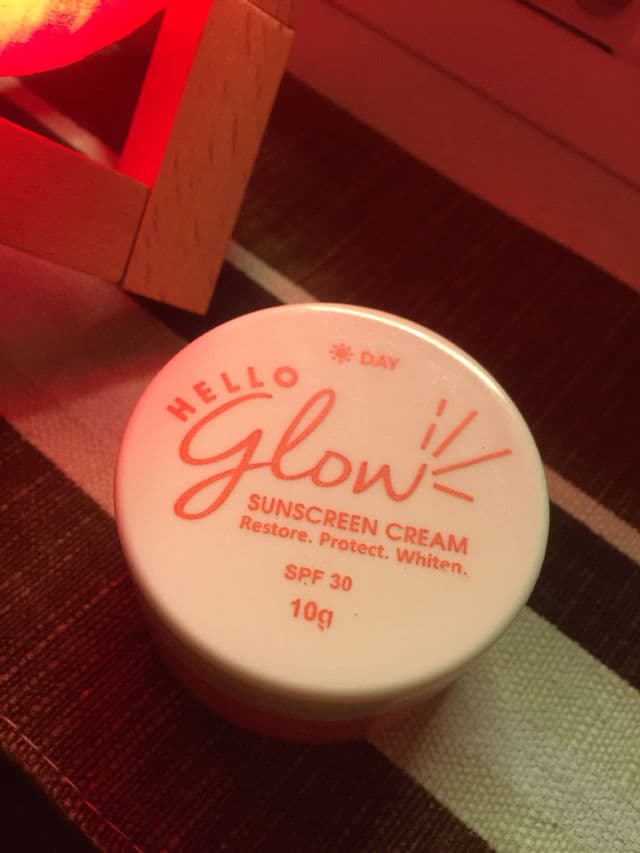 DAY
HELLO
Glow
SUNSCREEN CREAM
Restore. Protect. Whiten.
SPF 30
10g